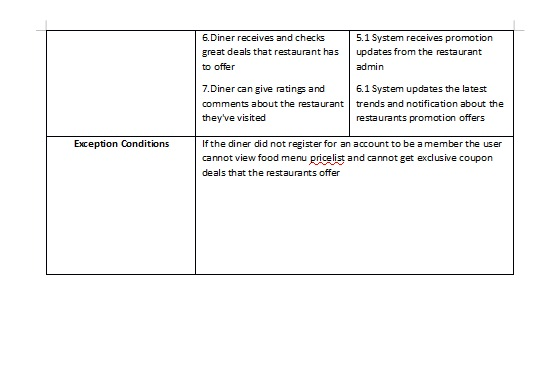 6.Diner receives and checks
great deals that restaurant has
to offer
7.Diner can give ratings and
comments about the restaurant
they've visited
5.1 System receives promotion
updates from the restaurant
admin
6.1 System updates the latest
trends and notification about the
restaurants promotion offers
Exception Conditions
If the diner did not register for an account to be a member the user
cannot view food menu pricelist and cannot get exclusive coupon
deals that the restaurants offer